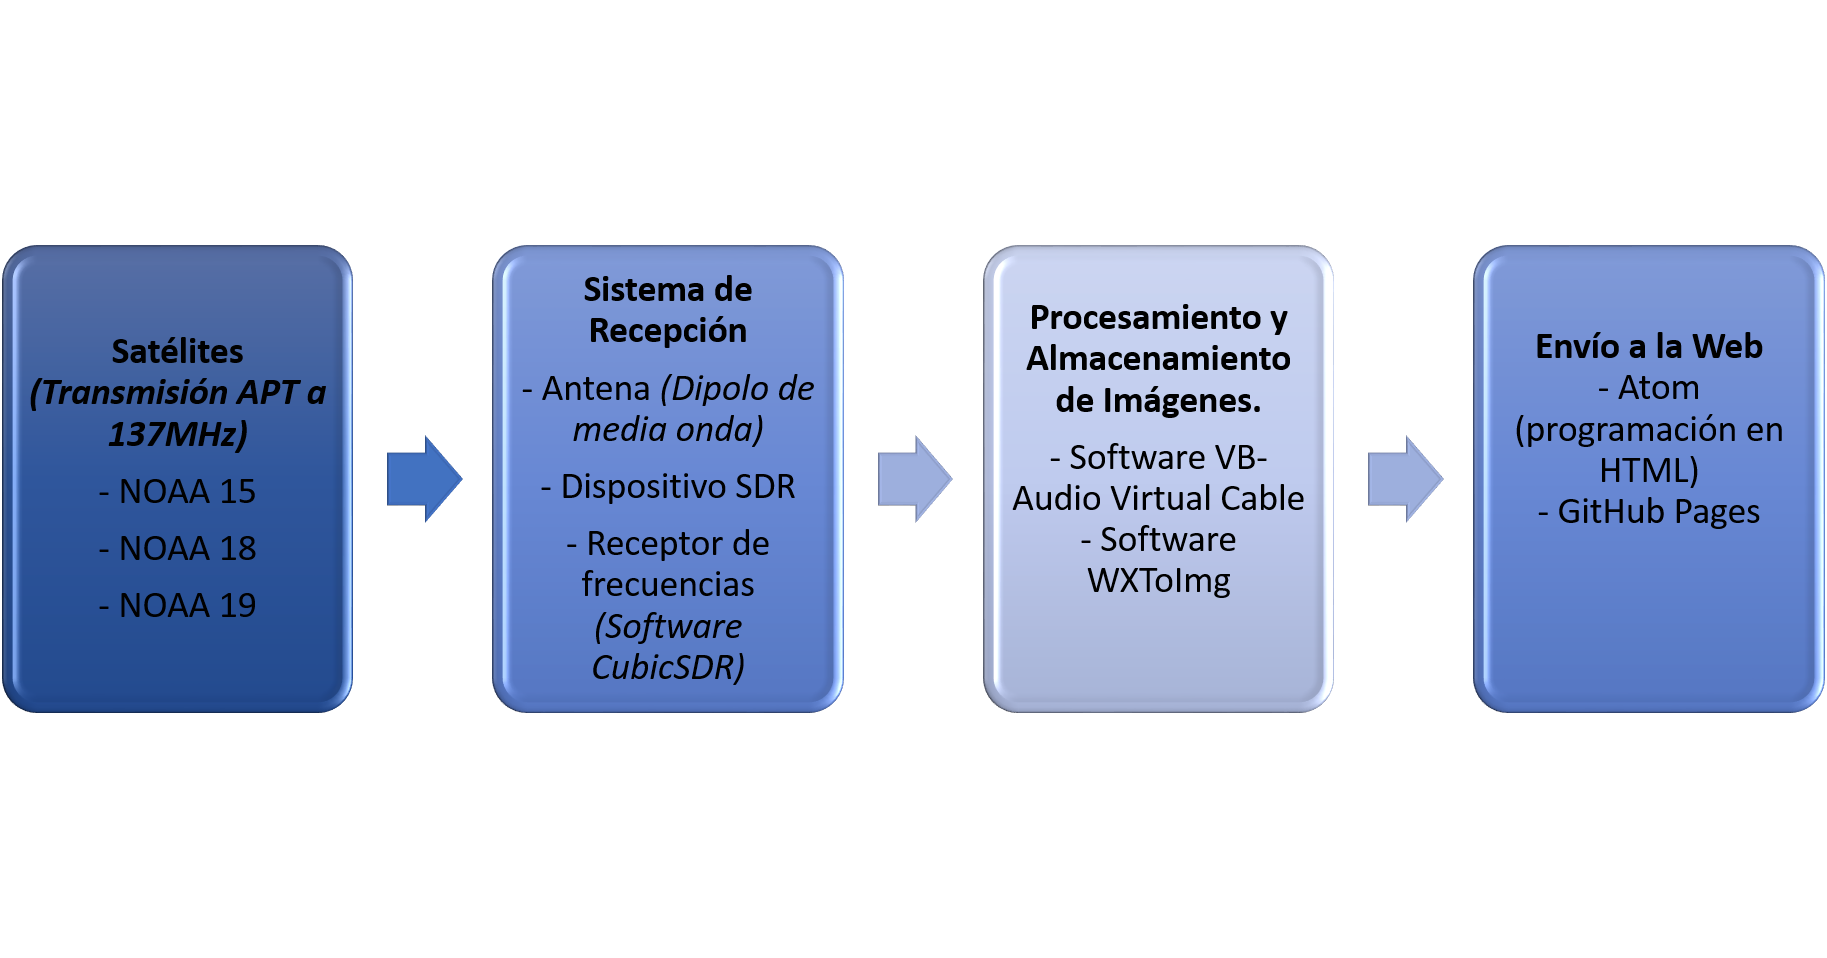 Satélites
(Transmisión APT a
137MHz)
- NOAA 15
- NOAA 18
- NOAA 19
Sistema de
Recepción
- Antena (Dipolo de
media onda)
- Dispositivo SDR
- Receptor de
frecuencias
(Software
CubicSDR)
Procesamiento y
Almacenamiento
de Imágenes.
- Software VB-
Audio Virtual Cable
- Software
WXToImg
Envío a la Web
- Atom
(programación en
HTML)
- GitHub Pages